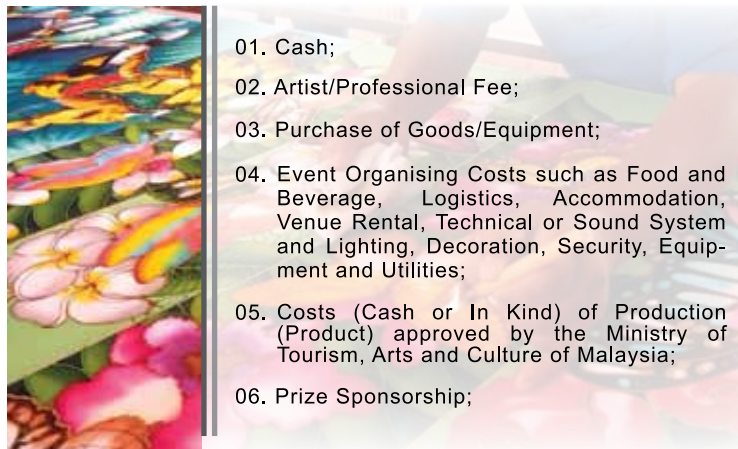 01. Cash;
02. Artist/Professional Fee;
03. Purchase of Goods/Equipment;
04. Event Organising Costs such as Food and
Beverage, Logistics, Accommodation,
Venue Rental, Technical or Sound System
and Lighting, Decoration, Security, Equip-
ment and Utilities;
05. Costs (Cash or In Kind) of Production
(Product) approved by the Ministry of
Tourism, Arts and Culture of Malaysia;
06. Prize Sponsorship;